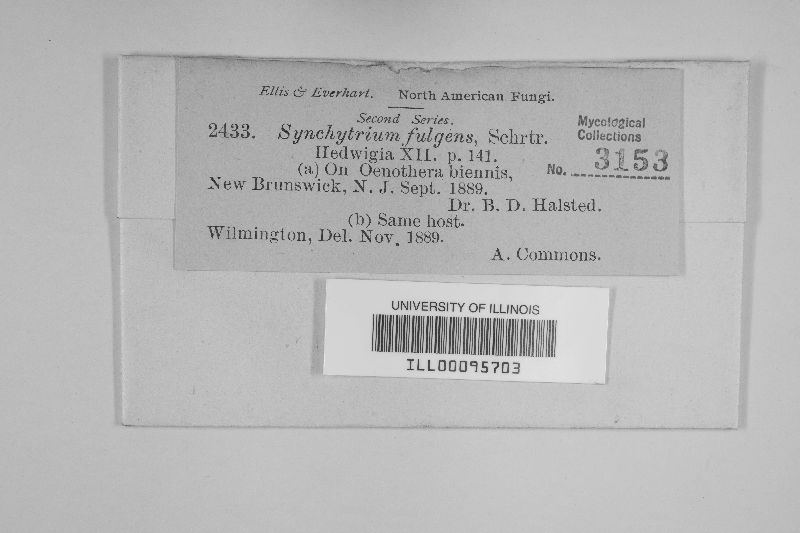 Ellis & Everhart. North American Fungi.
Second Series.
2433. Synchytrium fulgens, Schrtr.
Hedwigia XII. p. 141.
(a) On Oenothera biennis,
New Brunswick, N. J. Sept. 1889.
Dr. B. D. Halsted.
(b) Same host.
Wilmington, Del. Nov. 1889.
A. Commons.
Mycological
Collections
No. 3153
UNIVERSITY OF ILLINOIS
ILL00095703